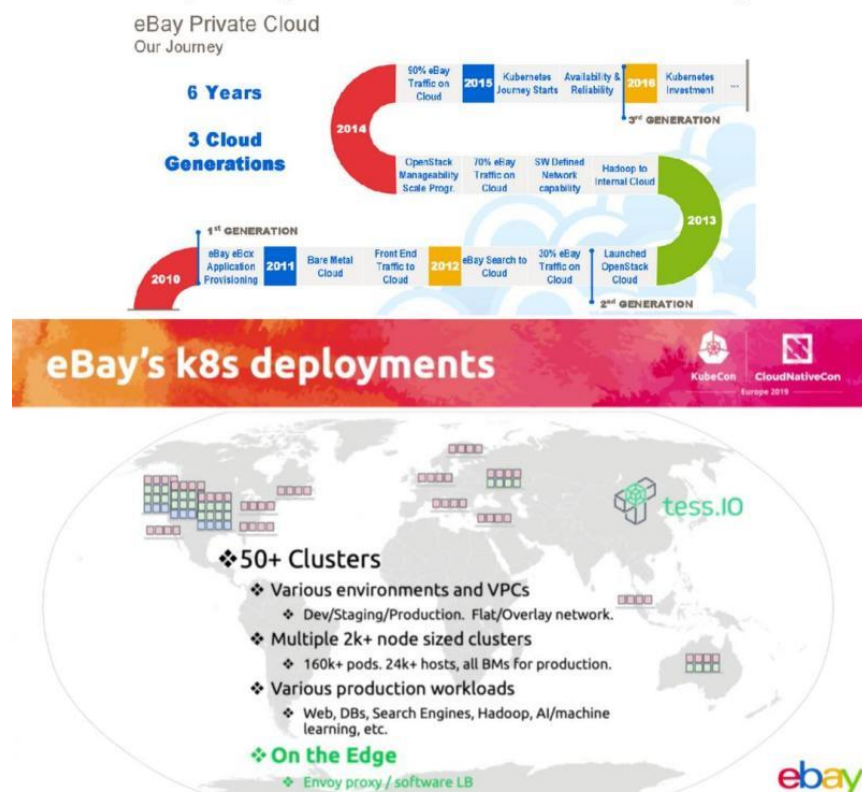 eBay Private Cloud
Our Journey
6 Years
3 Cloud
Generations
90% eBay
Traffic on
Cloud
2015
Kubernetes
Journey Starts
Availability &
Reliability
2016
Kubernetes
Investment
...
3rd GENERATION
2014
OpenStack
Manageability
Scale Progr.
70% eBay
Traffic on
Cloud
SW Defined
Network
capability
Hadoop to
Internal Cloud
2013
1st GENERATION
2010
eBay eBox
Application
Provisioning
2011
Bare Metal
Cloud
Front End
Traffic to
Cloud
2012
eBay Search to
Cloud
30% eBay
Traffic on
Cloud
Launched
OpenStack
Cloud
2nd GENERATION
eBay's k8s deployments
KubeCon
CloudNativeCon
Europe 2019
tess.IO
❖50+ Clusters
❖ Various environments and VPCs
❖ Dev/Staging/Production. Flat/Overlay network.
❖ Multiple 2k+ node sized clusters
❖ 160k+ pods. 24k+ hosts, all BMs for production.
❖ Various production workloads
❖ Web, DBs, Search Engines, Hadoop, AI/machine
learning, etc.
❖ On the Edge
❖ Envoy proxy / software LB
ebay